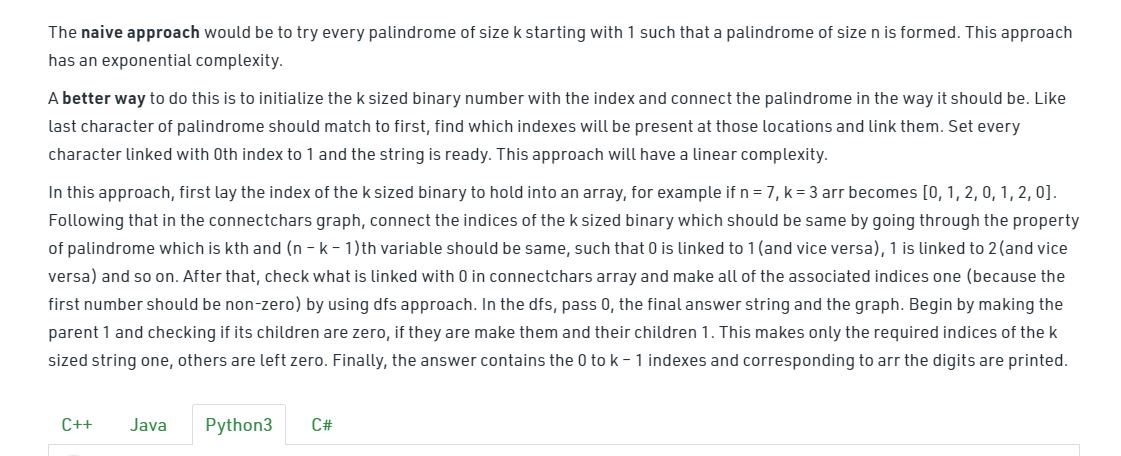 The naive approach would be to try every palindrome of size k starting with 1 such that a palindrome of size n is formed. This approach
has an exponential complexity.
A better way to do this is to initialize the k sized binary number with the index and connect the palindrome in the way it should be. Like
last character of palindrome should match to first, find which indexes will be present at those locations and link them. Set every
character linked with 0th index to 1 and the string is ready. This approach will have a linear complexity.
In this approach, first lay the index of the k sized binary to hold into an array, for example if n = 7, k = 3 arr becomes [0, 1, 2, 0, 1, 2, 0].
Following that in the connectchars graph, connect the indices of the k sized binary which should be same by going through the property
of palindrome which is kth and (n – k – 1)th variable should be same, such that 0 is linked to 1(and vice versa), 1 is linked to 2(and vice
versa) and so on. After that, check what is linked with 0 in connectchars array and make all of the associated indices one (because the
first number should be non-zero) by using dfs approach. In the dfs, pass 0, the final answer string and the graph. Begin by making the
parent 1 and checking if its children are zero, if they are make them and their children 1. This makes only the required indices of the k
sized string one, others are left zero. Finally, the answer contains the 0 to k – 1 indexes and corresponding to arr the digits are printed.
C++ Java Python3 C#